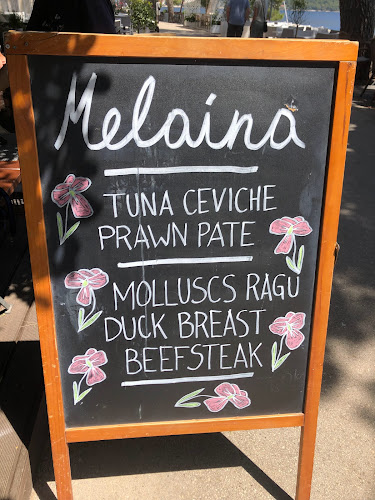 Melaina
TUNA CEVICHE
PRAWN PATE
MOLLUSCS RAGU
DUCK BREAST
BEEFSTEAK